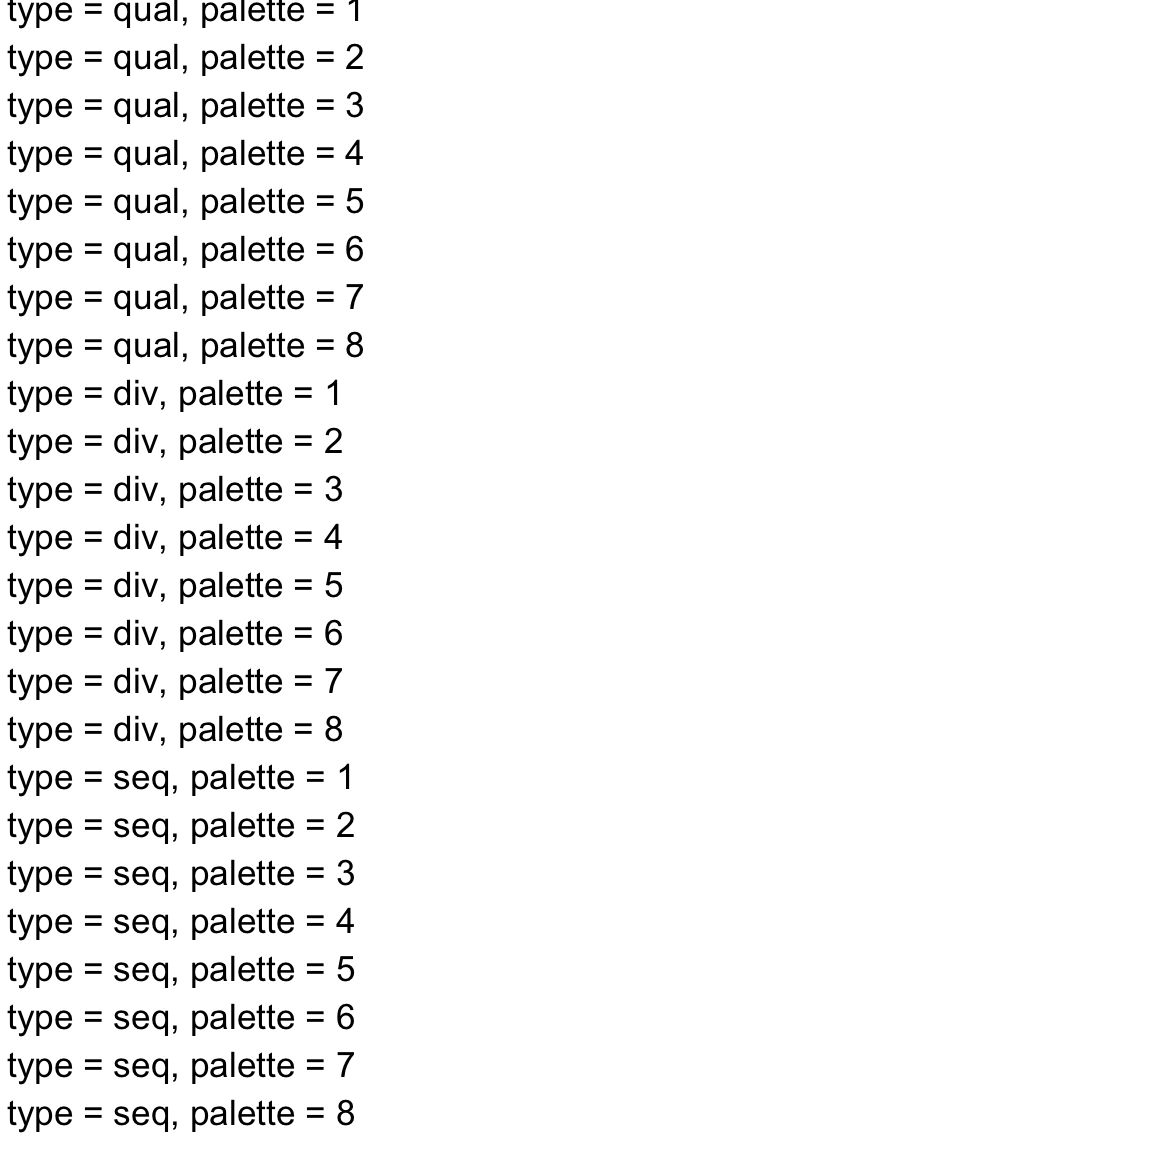 type = qual, palette = 1
type = qual, palette = 2
type = qual, palette = 3
type = qual, palette = 4
type = qual, palette = 5
type = qual, palette = 6
type = qual, palette = 7
type = qual, palette = 8
type = div, palette = 1
type = div, palette = 2
type = div, palette = 3
type = div, palette = 4
type = div, palette = 5
type = div, palette = 6
type = div, palette = 7
type = div, palette = 8
type = seq, palette = 1
type = seq, palette = 2
type = seq, palette = 3
type = seq, palette = 4
type = seq, palette = 5
type = seq, palette = 6
type = seq, palette = 7
type = seq, palette = 8